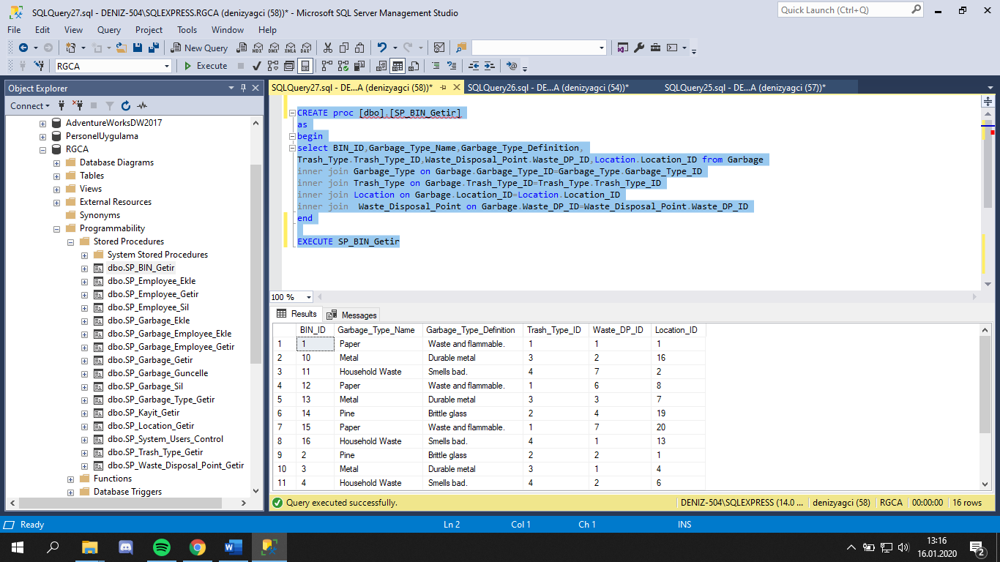 SQLQuery27.sql - DENIZ-504\SQLEXPRESS.RGCA (denizyagci (58))* - Microsoft SQL Server Management Studio
Quick Launch (Ctrl+Q)
File Edit View Query Project Tools Window Help
New Query MDX DMX XMLA DAX
RGCA Execute
Object Explorer
Connect
AdventureWorksDW2017
PersonelUygulama
RGCA
Database Diagrams
Tables
Views
External Resources
Synonyms
Programmability
Stored Procedures
System Stored Procedures
dbo.SP_BIN_Getir
dbo.SP_Employee_Ekle
dbo.SP_Employee_Getir
dbo.SP_Employee_Sil
dbo.SP_Garbage_Ekle
dbo.SP_Garbage_Employee_Ekle
dbo.SP_Garbage_Employee_Getir
dbo.SP_Garbage_Getir
dbo.SP_Garbage_Guncelle
dbo.SP_Garbage_Sil
dbo.SP_Garbage_Type_Getir
dbo.SP_Kayit_Getir
dbo.SP_Location_Getir
dbo.SP_System_Users_Control
dbo.SP_Trash_Type_Getir
dbo.SP_Waste_Disposal_Point_Getir
Functions
Database Triggers
SQLQuery27.sql - DE...A (denizyagci (58))* SQLQuery26.sql - DE...A (denizyagci (54))* SQLQuery25.sql - DE...A (denizyagci (57))*
CREATE proc [dbo].[SP_BIN_Getir]
as
begin
select BIN_ID,Garbage_Type_Name,Garbage_Type_Definition,
Trash_Type.Trash_Type_ID,Waste_Disposal_Point.Waste_DP_ID,Location.Location_ID from Garbage
inner join Garbage_Type on Garbage.Garbage_Type_ID=Garbage_Type.Garbage_Type_ID
inner join Trash_Type on Garbage.Trash_Type_ID=Trash_Type.Trash_Type_ID
inner join Location on Garbage.Location_ID=Location.Location_ID
inner join  Waste_Disposal_Point on Garbage.Waste_DP_ID=Waste_Disposal_Point.Waste_DP_ID
end
EXECUTE SP_BIN_Getir
100 %
Results Messages
BIN_ID Garbage_Type_Name Garbage_Type_Definition Trash_Type_ID Waste_DP_ID Location_ID
1 1 Paper Waste and flammable. 1 1 1
2 10 Metal Durable metal 3 2 16
3 11 Household Waste Smells bad. 4 7 2
4 12 Paper Waste and flammable. 1 6 8
5 13 Metal Durable metal 3 3 7
6 14 Pine Brittle glass 2 4 19
7 15 Paper Waste and flammable. 1 7 20
8 16 Household Waste Smells bad. 4 1 13
9 2 Pine Brittle glass 2 2 1
10 3 Metal Durable metal 3 1 4
11 4 Household Waste Smells bad. 4 2 6
Query executed successfully. DENIZ-504\SQLEXPRESS (14.0 ... denizyagci (58) RGCA 00:00:00 16 rows
Ready Ln 2 Col 1 Ch 1 INS
13:16
16.01.2020
2